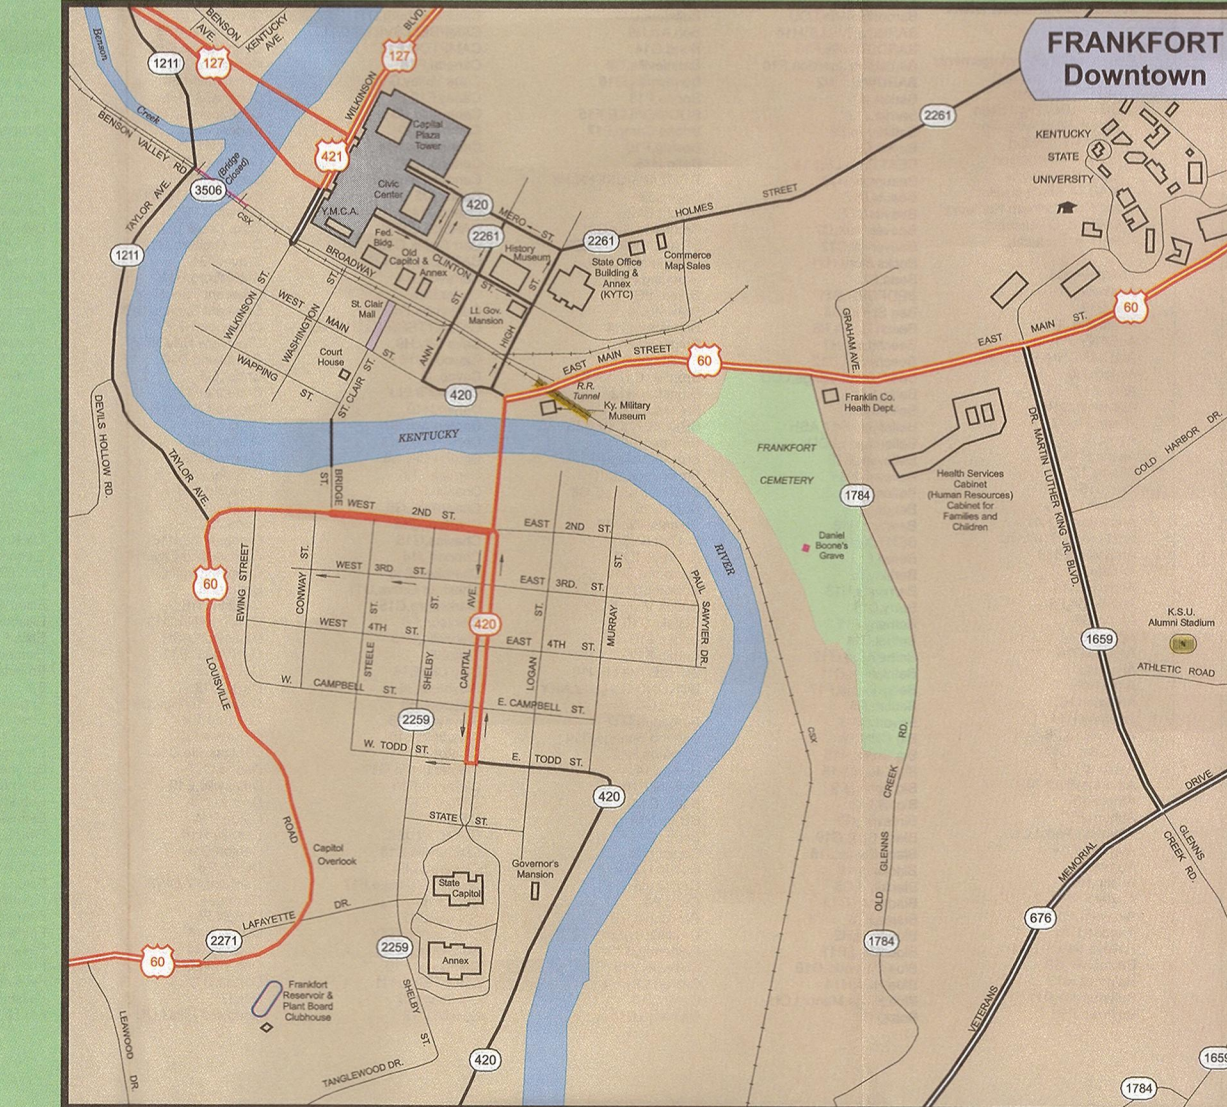 FRANKFORT
Downtown
BENSON
AVE.
KENTUCKY
AVE.
BLVD.
Benson
Creek
1211
127
127
WILKINSON
421
Capital
Plaza
Tower
Civic
Center
Y.M.C.A.
BENSON VALLEY RD.
(Bridge
Closed)
3506
CSX
TAYLOR AVE.
1211
420
MERO ST.
2261
2261
HOLMES STREET
2261
Fed.
Bldg.
Old
Capitol &
Annex
BROADWAY
CLINTON ST.
History
Museum
State Office
Building &
Annex
(KYTC)
Commerce
Map Sales
Lt. Gov.
Mansion
ANN ST.
HIGH ST.
WILKINSON ST.
WEST MAIN ST.
WASHINGTON ST.
WAPPING ST.
St. Clair
Mall
Court
House
ST. CLAIR ST.
420
EAST MAIN STREET
60
R.R.
Tunnel
Ky. Military
Museum
KENTUCKY
RIVER
KENTUCKY
STATE
UNIVERSITY
60
EAST MAIN ST.
GRAHAM AVE.
Franklin Co.
Health Dept.
FRANKFORT
CEMETERY
1784
Daniel
Boone's
Grave
Health Services
Cabinet
(Human Resources)
Cabinet for
Families and
Children
DR. MARTIN LUTHER KING JR. BLVD.
COLD HARBOR DR.
1659
K.S.U.
Alumni Stadium
ATHLETIC ROAD
DEVILS HOLLOW RD.
TAYLOR AVE.
BRIDGE ST.
WEST 2ND ST.
EAST 2ND ST.
60
EWING STREET
CONWAY ST.
WEST 3RD ST.
EAST 3RD. ST.
STEELE ST.
SHELBY ST.
CAPITAL AVE.
420
LOGAN ST.
MURRAY ST.
PAUL SAWYIER DR.
WEST 4TH ST.
EAST 4TH ST.
W. CAMPBELL ST.
E. CAMPBELL ST.
2259
W. TODD ST.
E. TODD ST.
420
LOUISVILLE ROAD
STATE ST.
Capitol
Overlook
Governor's
Mansion
State
Capitol
LAFAYETTE DR.
2271
2259
Annex
60
Frankfort
Reservoir &
Plant Board
Clubhouse
SHELBY ST.
LEAWOOD DR.
TANGLEWOOD DR.
420
CSX
OLD GLENNS CREEK RD.
1784
VETERANS MEMORIAL DRIVE
676
GLENNS
CREEK RD.
1659
1784